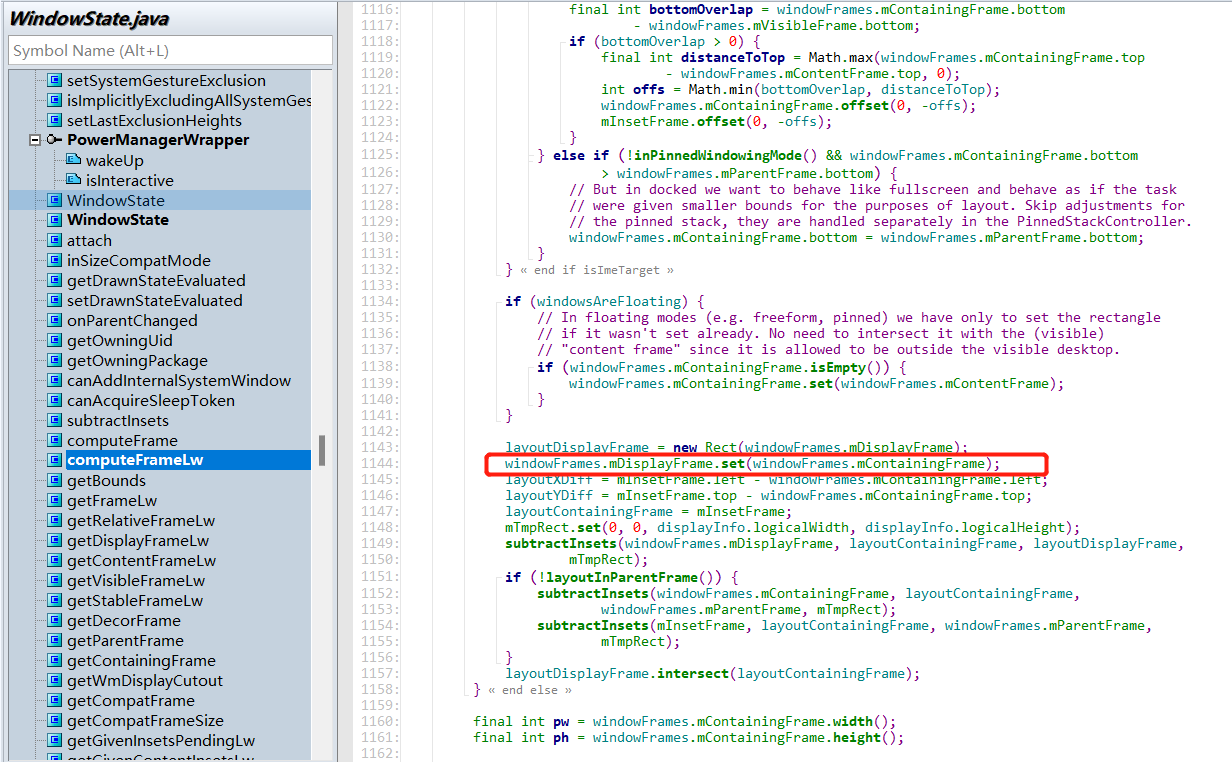 WindowState.java
Symbol Name (Alt+L)
setSystemGestureExclusion
isImplicitlyExcludingAllSystemGes
setLastExclusionHeights
PowerManagerWrapper
wakeUp
isInteractive
WindowState
WindowState
attach
inSizeCompatMode
getDrawnStateEvaluated
setDrawnStateEvaluated
onParentChanged
getOwningUid
getOwningPackage
canAddInternalSystemWindow
canAcquireSleepToken
subtractInsets
computeFrame
computeFrameLw
getBounds
getFrameLw
getRelativeFrameLw
getDisplayFrameLw
getContentFrameLw
getVisibleFrameLw
getStableFrameLw
getDecorFrame
getParentFrame
getContainingFrame
getWmDisplayCutout
getCompatFrame
getCompatFrameSize
getGivenInsetsPendingLw
getGivenContentInsetsLw
1116: final int bottomOverlap = windowFrames.mContainingFrame.bottom
1117: - windowFrames.mVisibleFrame.bottom;
1118: if (bottomOverlap > 0) {
1119: final int distanceToTop = Math.max(windowFrames.mContainingFrame.top
1120: - windowFrames.mContentFrame.top, 0);
1121: int offs = Math.min(bottomOverlap, distanceToTop);
1122: windowFrames.mContainingFrame.offset(0, -offs);
1123: mInsetFrame.offset(0, -offs);
1124: }
1125: } else if (!inPinnedWindowingMode() && windowFrames.mContainingFrame.bottom
1126: > windowFrames.mParentFrame.bottom) {
1127: // But in docked we want to behave like fullscreen and behave as if the task
1128: // were given smaller bounds for the purposes of layout. Skip adjustments for
1129: // the pinned stack, they are handled separately in the PinnedStackController.
1130: windowFrames.mContainingFrame.bottom = windowFrames.mParentFrame.bottom;
1131: }
1132: } « end if isImeTarget »
1133:
1134: if (windowsAreFloating) {
1135: // In floating modes (e.g. freeform, pinned) we have only to set the rectangle
1136: // if it wasn't set already. No need to intersect it with the (visible)
1137: // "content frame" since it is allowed to be outside the visible desktop.
1138: if (windowFrames.mContainingFrame.isEmpty()) {
1139: windowFrames.mContainingFrame.set(windowFrames.mContentFrame);
1140: }
1141: }
1142:
1143: layoutDisplayFrame = new Rect(windowFrames.mDisplayFrame);
1144: windowFrames.mDisplayFrame.set(windowFrames.mContainingFrame);
1145: layoutXDiff = mInsetFrame.left - windowFrames.mContainingFrame.left;
1146: layoutYDiff = mInsetFrame.top - windowFrames.mContainingFrame.top;
1147: layoutContainingFrame = mInsetFrame;
1148: mTmpRect.set(0, 0, displayInfo.logicalWidth, displayInfo.logicalHeight);
1149: subtractInsets(windowFrames.mDisplayFrame, layoutContainingFrame, layoutDisplayFrame,
1150: mTmpRect);
1151: if (!layoutInParentFrame()) {
1152: subtractInsets(windowFrames.mContainingFrame, layoutContainingFrame,
1153: windowFrames.mParentFrame, mTmpRect);
1154: subtractInsets(mInsetFrame, layoutContainingFrame, windowFrames.mParentFrame,
1155: mTmpRect);
1156: }
1157: layoutDisplayFrame.intersect(layoutContainingFrame);
1158: } « end else »
1159:
1160: final int pw = windowFrames.mContainingFrame.width();
1161: final int ph = windowFrames.mContainingFrame.height();
1162: